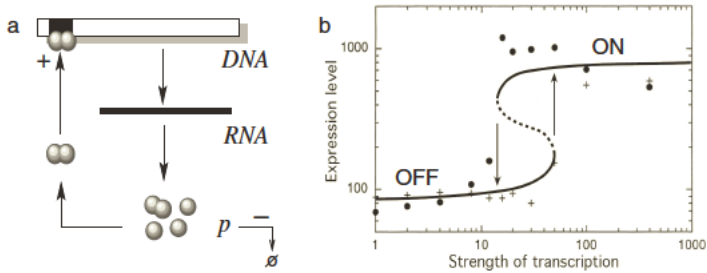 a
+
DNA
RNA
p
−
ø
b
Expression level
1000
100
ON
OFF
1
10
100
1000
Strength of transcription